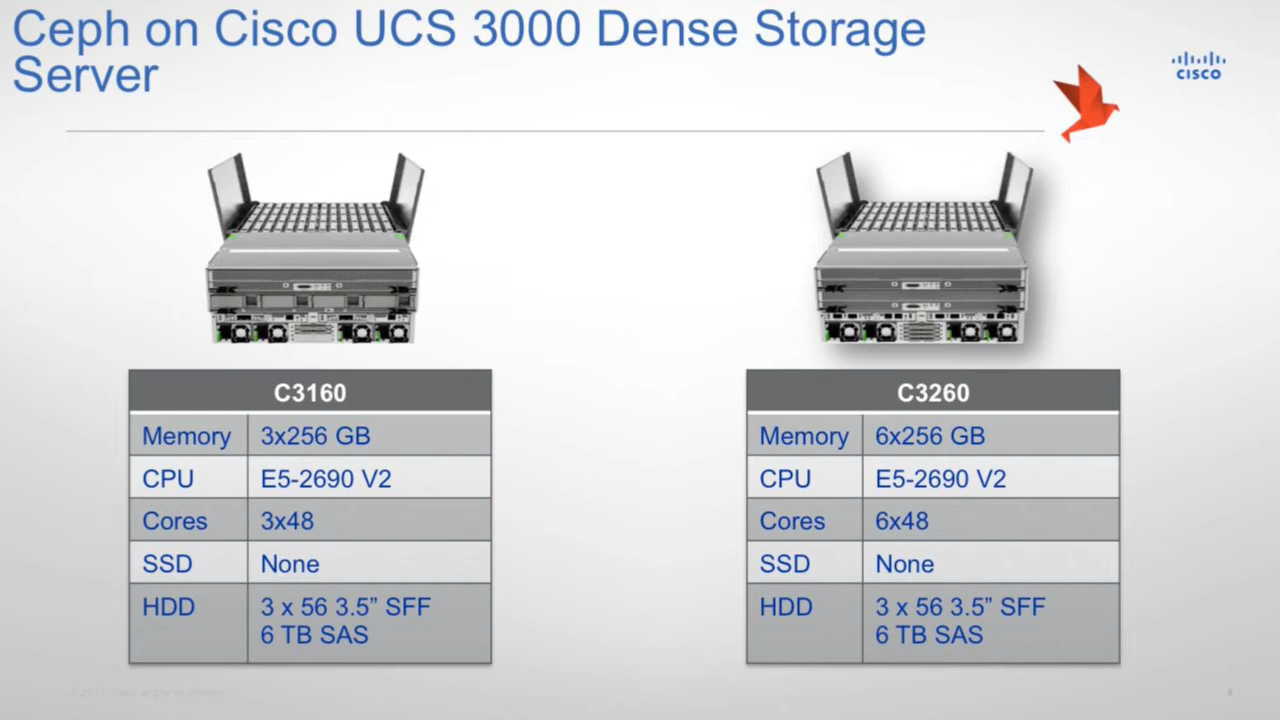 Ceph on Cisco UCS 3000 Dense Storage
Server
CISCO
C3160
Memory 3x256 GB
CPU E5-2690 V2
Cores 3x48
SSD None
HDD 3 x 56 3.5” SFF
6 TB SAS
C3260
Memory 6x256 GB
CPU E5-2690 V2
Cores 6x48
SSD None
HDD 3 x 56 3.5” SFF
6 TB SAS